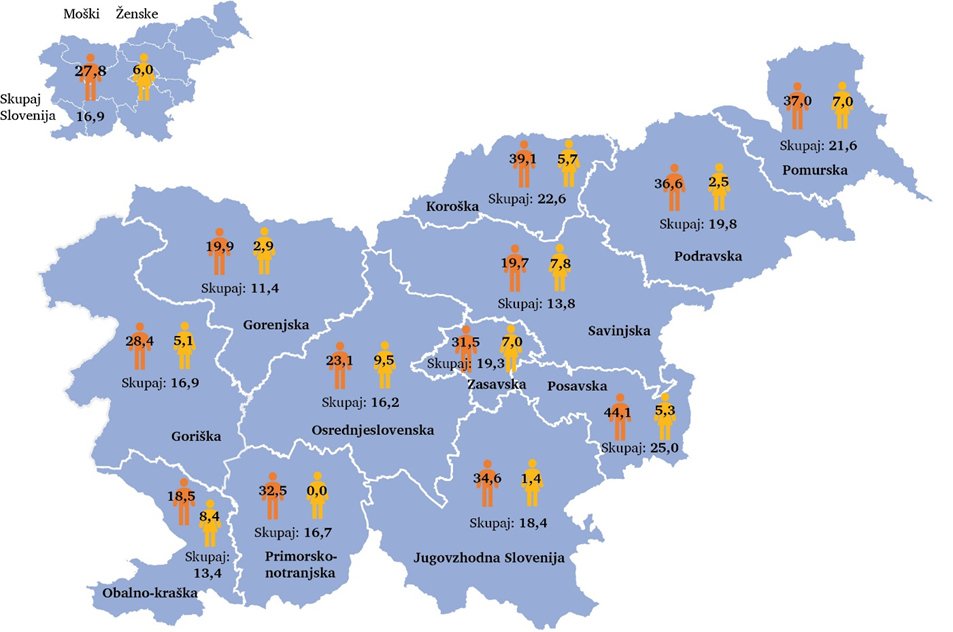 Moški Ženske
27,8 6,0
Skupaj
Slovenija 16,9
37,0 7,0
Skupaj: 21,6
Pomurska
39,1 5,7
Skupaj: 22,6
Koroška
36,6 2,5
Skupaj: 19,8
Podravska
19,9 2,9
Skupaj: 11,4
Gorenjska
19,7 7,8
Skupaj: 13,8
Savinjska
28,4 5,1
Skupaj: 16,9
Goriška
23,1 9,5
Skupaj: 16,2
Osrednjeslovenska
31,5 7,0
Skupaj: 19,3
Zasavska
Posavska
44,1 5,3
Skupaj: 25,0
18,5
8,4
Skupaj:
13,4
Obalno-kraška
32,5 0,0
Skupaj: 16,7
Primorsko-
notranjska
34,6 1,4
Skupaj: 18,4
Jugovzhodna Slovenija